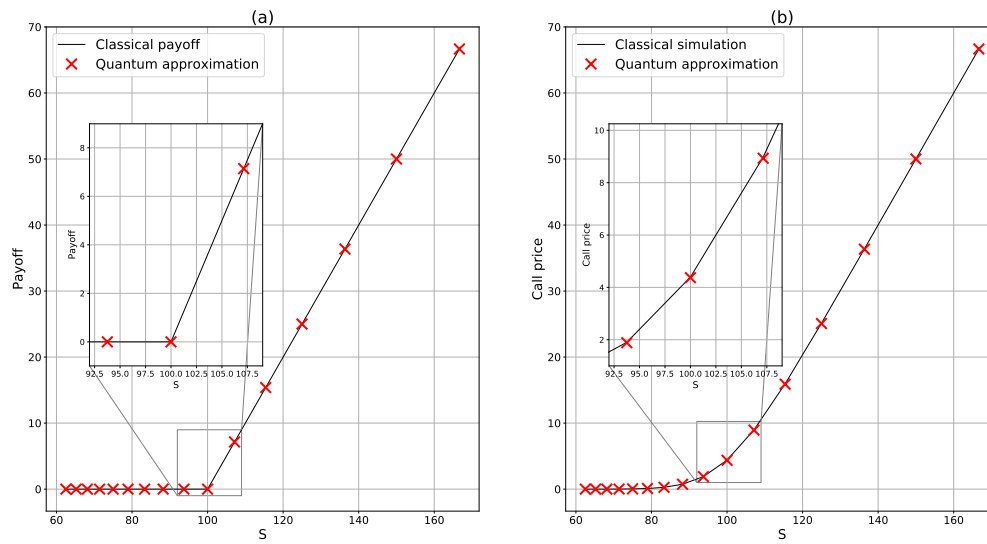 (a)
70
60
50
40
30
20
10
0
Payoff
Classical payoff
Quantum approximation
8
6
4
2
0
Payoff
92.5 95.0 97.5 100.0 102.5 105.0 107.5
S
60 80 100 120 140 160
S
(b)
70
60
50
40
30
20
10
0
Call price
Classical simulation
Quantum approximation
10
8
6
4
2
Call price
92.5 95.0 97.5 100.0 102.5 105.0 107.5
S
60 80 100 120 140 160
S